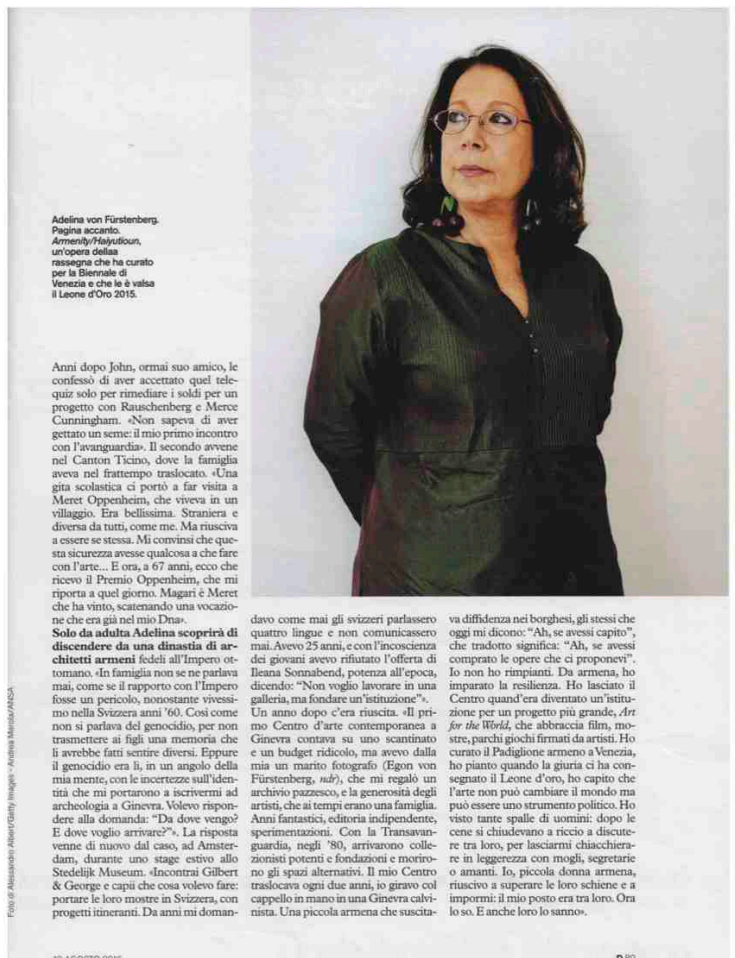 Adelina von Fürstenberg.
Pagina accanto.
Armenity/Haiyutioun,
un'opera dellaa
rassegna che ha curato
per la Biennale di
Venezia e che le è valsa
il Leone d'Oro 2015.
Anni dopo John, ormai suo amico, le
confessò di aver accettato quel tele-
quiz solo per rimediare i soldi per un
progetto con Rauschenberg e Merce
Cunningham. «Non sapeva di aver
gettato un seme: il mio primo incontro
con l'avanguardia». Il secondo avvene
nel Canton Ticino, dove la famiglia
aveva nel frattempo traslocato. «Una
gita scolastica ci portò a far visita a
Meret Oppenheim, che viveva in un
villaggio. Era bellissima. Straniera e
diversa da tutti, come me. Ma riusciva
a essere se stessa. Mi convinsi che que-
sta sicurezza avesse qualcosa a che fare
con l'arte... E ora, a 67 anni, ecco che
ricevo il Premio Oppenheim, che mi
riporta a quel giorno. Magari è Meret
che ha vinto, scatenando una vocazio-
ne che era già nel mio Dna».
Solo da adulta Adelina scoprirà di
discendere da una dinastia di ar-
chitetti armeni fedeli all'Impero ot-
tomano. «In famiglia non se ne parlava
mai, come se il rapporto con l'Impero
fosse un pericolo, nonostante vivessi-
mo nella Svizzera anni '60. Così come
non si parlava del genocidio, per non
trasmettere ai figli una memoria che
li avrebbe fatti sentire diversi. Eppure
il genocidio era lì, in un angolo della
mia mente, con le incertezze sull'iden-
tità che mi portarono a iscrivermi ad
archeologia a Ginevra. Volevo rispon-
dere alla domanda: "Da dove vengo?
E dove voglio arrivare?"». La risposta
venne di nuovo dal caso, ad Amster-
dam, durante uno stage estivo allo
Stedelijk Museum. «Incontrai Gilbert
& George e capii che cosa volevo fare:
portare le loro mostre in Svizzera, con
progetti itineranti. Da anni mi doman-
davo come mai gli svizzeri parlassero
quattro lingue e non comunicassero
mai. Avevo 25 anni, e con l'incoscienza
dei giovani avevo rifiutato l'offerta di
Ileana Sonnabend, potenza all'epoca,
dicendo: "Non voglio lavorare in una
galleria, ma fondare un'istituzione"».
Un anno dopo c'era riuscita. «Il pri-
mo Centro d'arte contemporanea a
Ginevra contava su uno scantinato
e un budget ridicolo, ma avevo dalla
mia un marito fotografo (Egon von
Fürstenberg, ndr), che mi regalò un
archivio pazzesco, e la generosità degli
artisti, che ai tempi erano una famiglia.
Anni fantastici, editoria indipendente,
sperimentazioni. Con la Transavan-
guardia, negli '80, arrivarono colle-
zionisti potenti e fondazioni e moriro-
no gli spazi alternativi. Il mio Centro
traslocava ogni due anni, io giravo col
cappello in mano in una Ginevra calvi-
nista. Una piccola armena che suscita-
va diffidenza nei borghesi, gli stessi che
oggi mi dicono: "Ah, se avessi capito",
che tradotto significa: "Ah, se avessi
comprato le opere che ci proponevi".
Io non ho rimpianti. Da armena, ho
imparato la resilienza. Ho lasciato il
Centro quand'era diventato un'istitu-
zione per un progetto più grande, Art
for the World, che abbraccia film, mo-
stre, parchi giochi firmati da artisti. Ho
curato il Padiglione armeno a Venezia,
ho pianto quando la giuria ci ha con-
segnato il Leone d'oro, ho capito che
l'arte non può cambiare il mondo ma
può essere uno strumento politico. Ho
visto tante spalle di uomini: dopo le
cene si chiudevano a riccio a discute-
re tra loro, per lasciarmi chiacchiera-
re in leggerezza con mogli, segretarie
o amanti. Io, piccola donna armena,
riuscivo a superare le loro schiene e a
impormi: il mio posto era tra loro. Ora
lo so. E anche loro lo sanno».
Foto di Alessandro Albert/Getty Images - Andrea Merola/ANSA